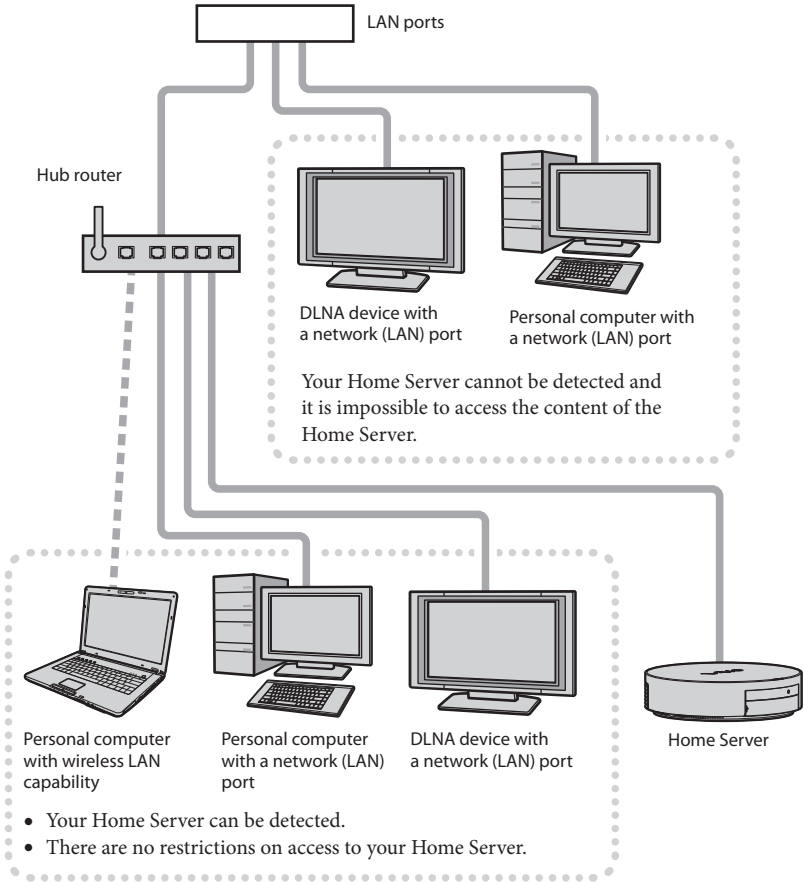 LAN ports
Hub router
DLNA device with
a network (LAN) port
Personal computer with
a network (LAN) port
Your Home Server cannot be detected and
it is impossible to access the content of the
Home Server.
Personal computer
with wireless LAN
capability
Personal computer
with a network (LAN)
port
DLNA device with
a network (LAN) port
Home Server
• Your Home Server can be detected.
• There are no restrictions on access to your Home Server.